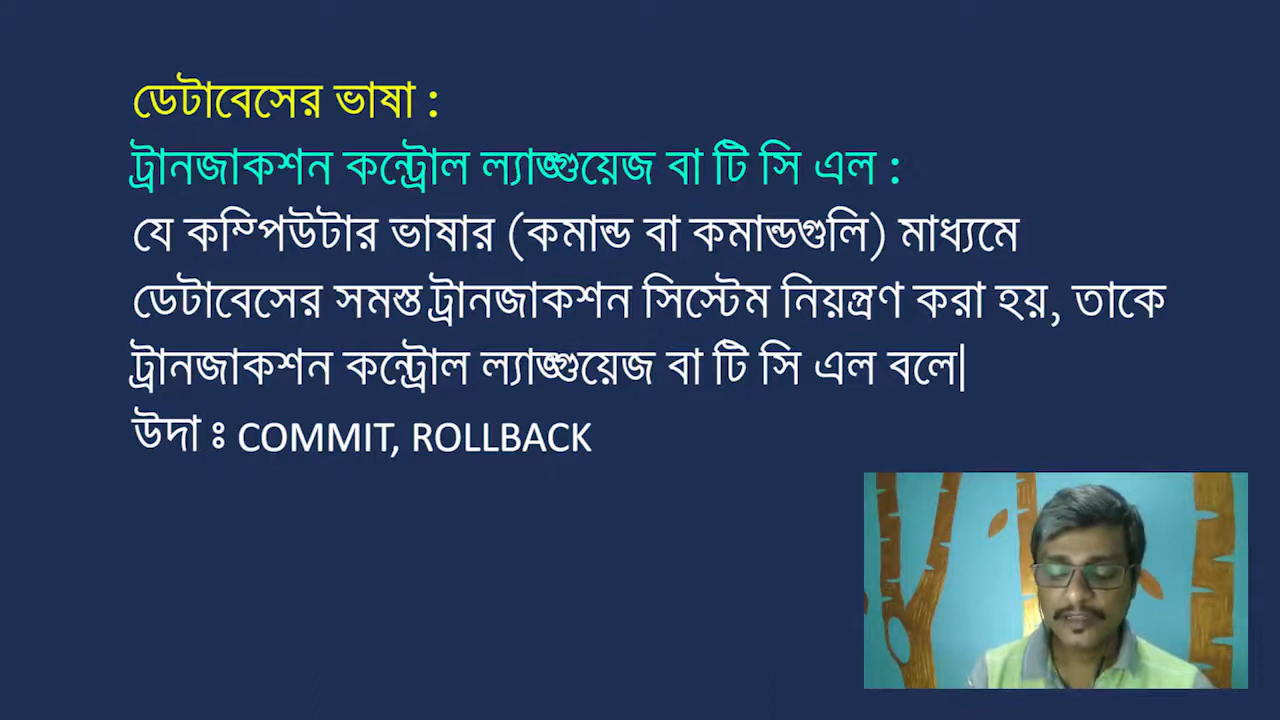 ডেটাবেসের ভাষা :
ট্রানজাকশন কন্ট্রোল ল্যাঙ্গুয়েজ বা টি সি এল :
যে কম্পিউটার ভাষার (কমান্ড বা কমান্ডগুলি) মাধ্যমে
ডেটাবেসের সমস্ত ট্রানজাকশন সিস্টেম নিয়ন্ত্রণ করা হয়, তাকে
ট্রানজাকশন কন্ট্রোল ল্যাঙ্গুয়েজ বা টি সি এল বলে|
উদা ঃ COMMIT, ROLLBACK